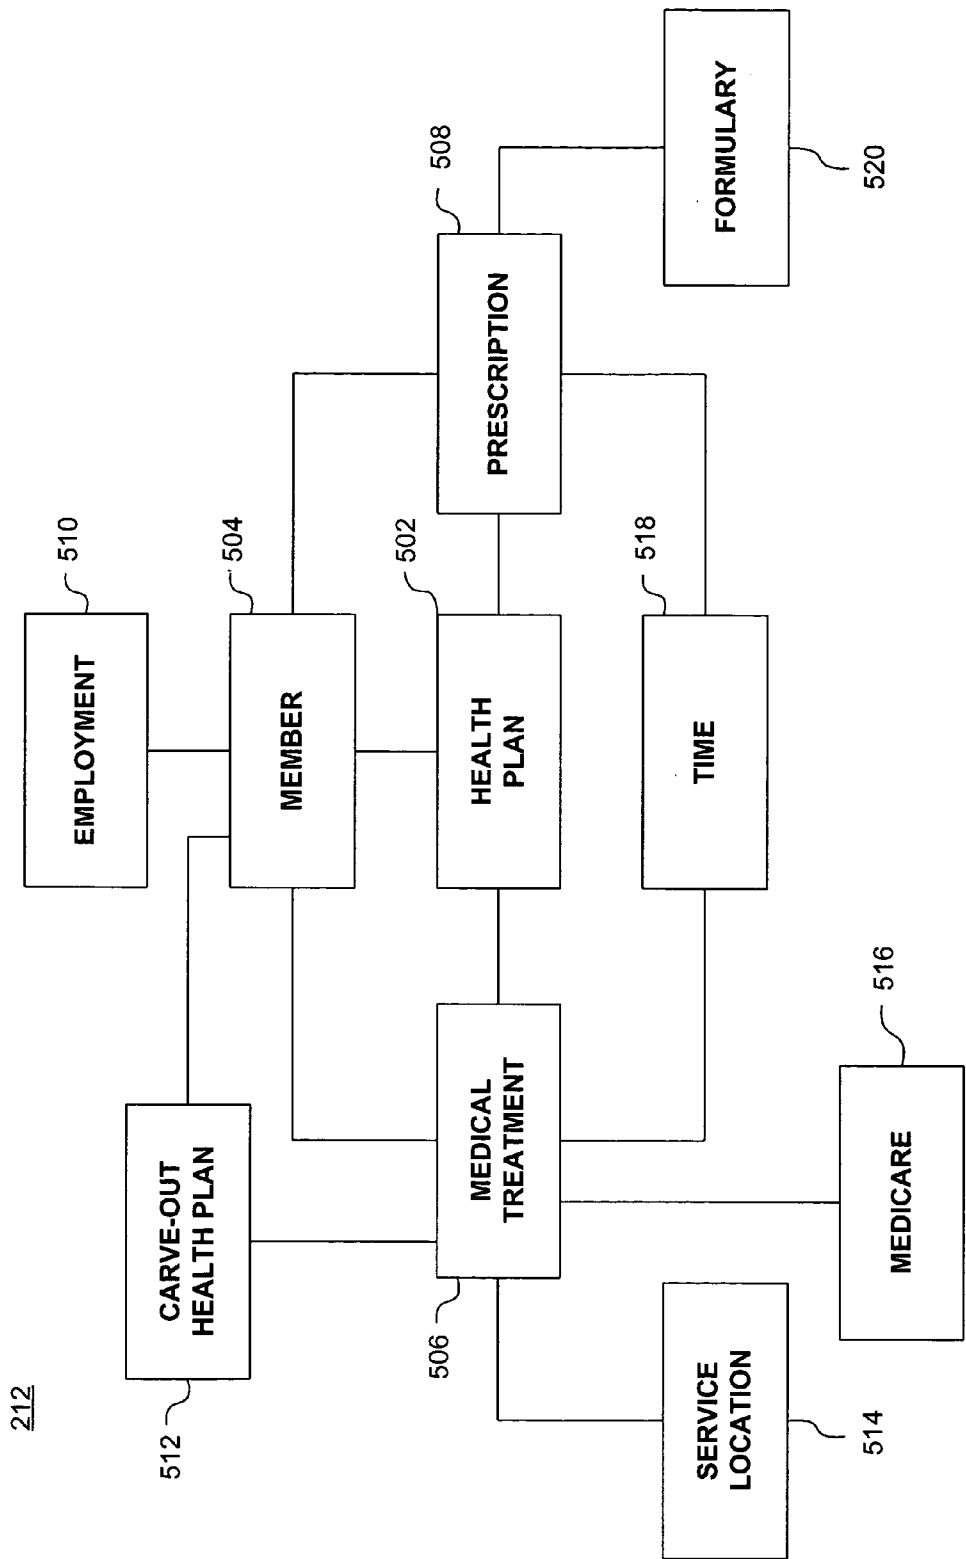 212
510
EMPLOYMENT
504
MEMBER
512
CARVE-OUT
HEALTH PLAN
502
HEALTH
PLAN
508
PRESCRIPTION
506
MEDICAL
TREATMENT
518
TIME
514
SERVICE
LOCATION
516
MEDICARE
520
FORMULARY